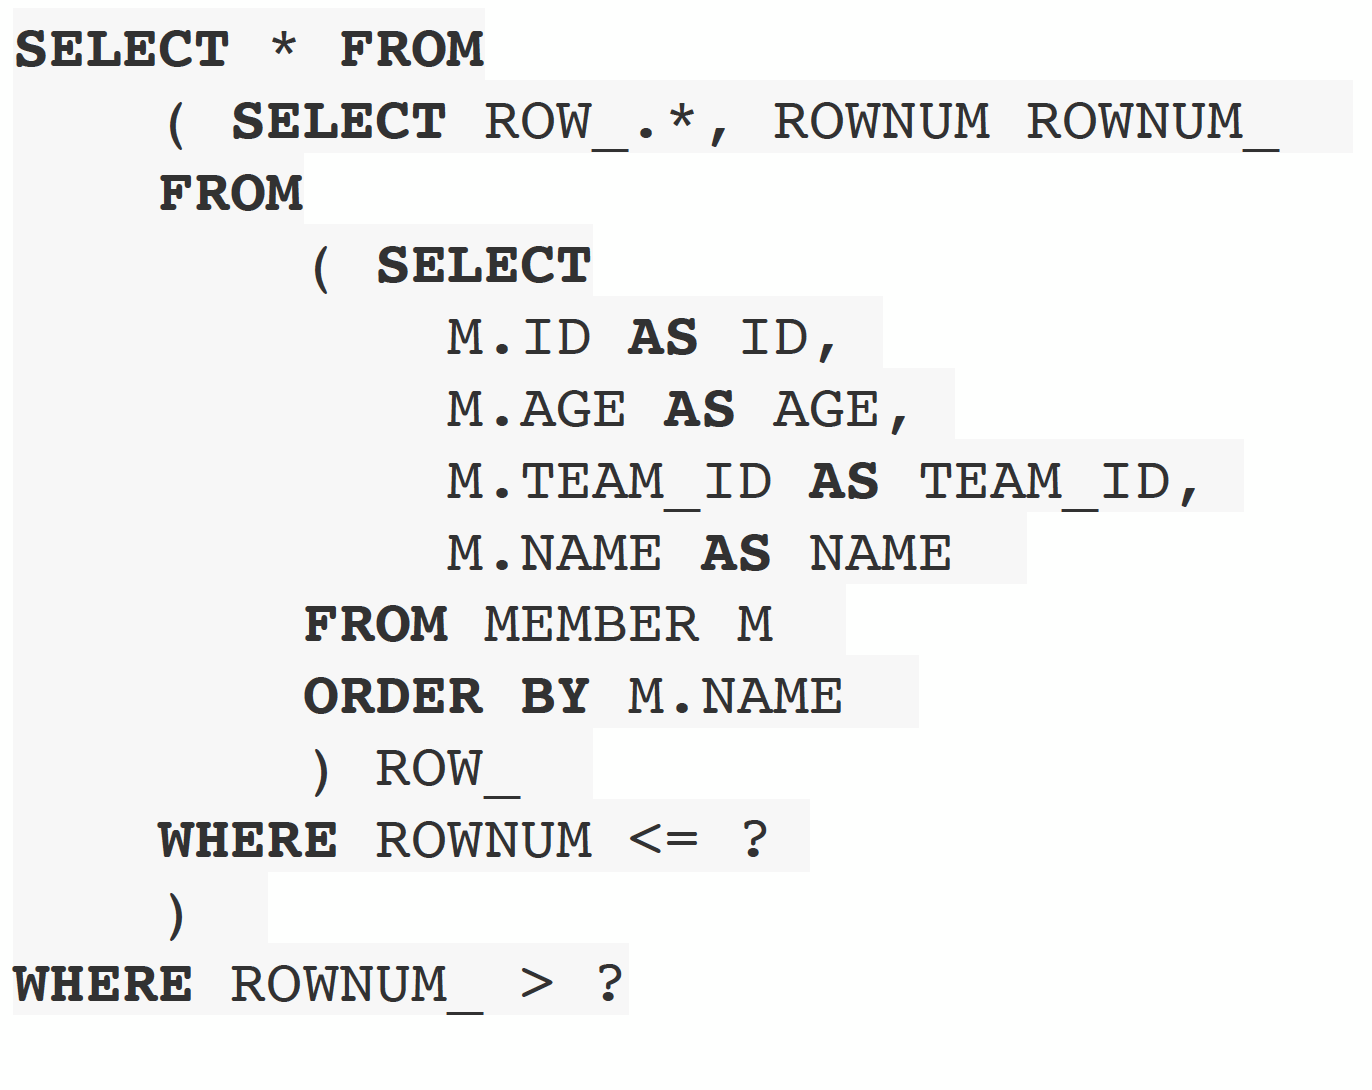 SELECT * FROM
( SELECT ROW_.*, ROWNUM ROWNUM_
FROM
( SELECT
M.ID AS ID,
M.AGE AS AGE,
M.TEAM_ID AS TEAM_ID,
M.NAME AS NAME
FROM MEMBER M
ORDER BY M.NAME
) ROW_
WHERE ROWNUM <= ?
)
WHERE ROWNUM_ > ?